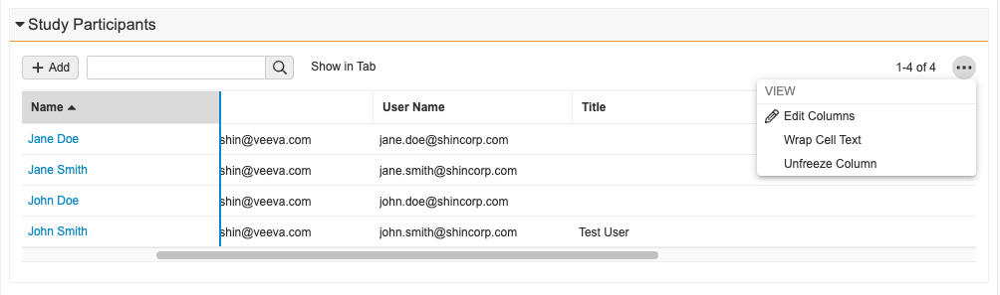 Study Participants
Add
Show in Tab
1-4 of 4
VIEW
Edit Columns
Wrap Cell Text
Unfreeze Column
Name User Name Title
Jane Doe shin@veeva.com jane.doe@shincorp.com
Jane Smith shin@veeva.com jane.smith@shincorp.com
John Doe shin@veeva.com john.doe@shincorp.com
John Smith shin@veeva.com john.smith@shincorp.com Test User